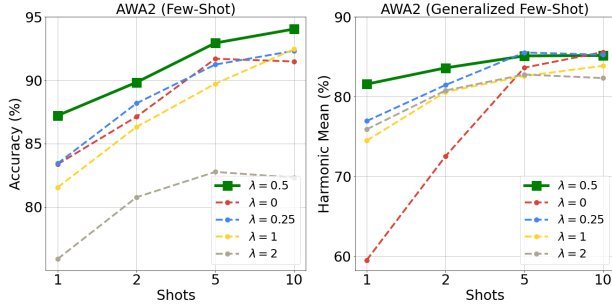 AWA2 (Few-Shot)
95
90
85
80
Accuracy (%)
1
2
5
10
Shots
λ = 0.5
λ = 0
λ = 0.25
λ = 1
λ = 2
AWA2 (Generalized Few-Shot)
90
80
70
60
Harmonic Mean (%)
1
2
5
10
Shots
λ = 0.5
λ = 0
λ = 0.25
λ = 1
λ = 2